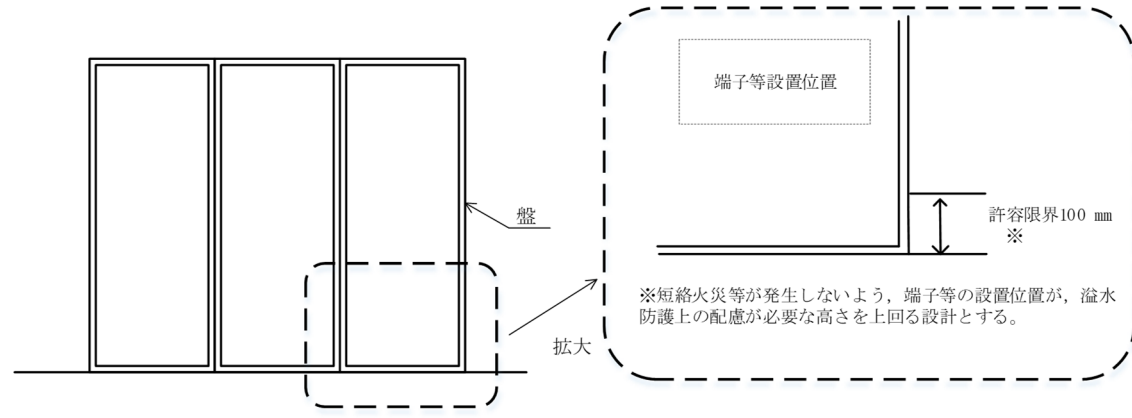 盤
拡大
端子等設置位置
許容限界100 mm
※
※短絡火災等が発生しないよう，端子等の設置位置が，溢水
防護上の配慮が必要な高さを上回る設計とする。